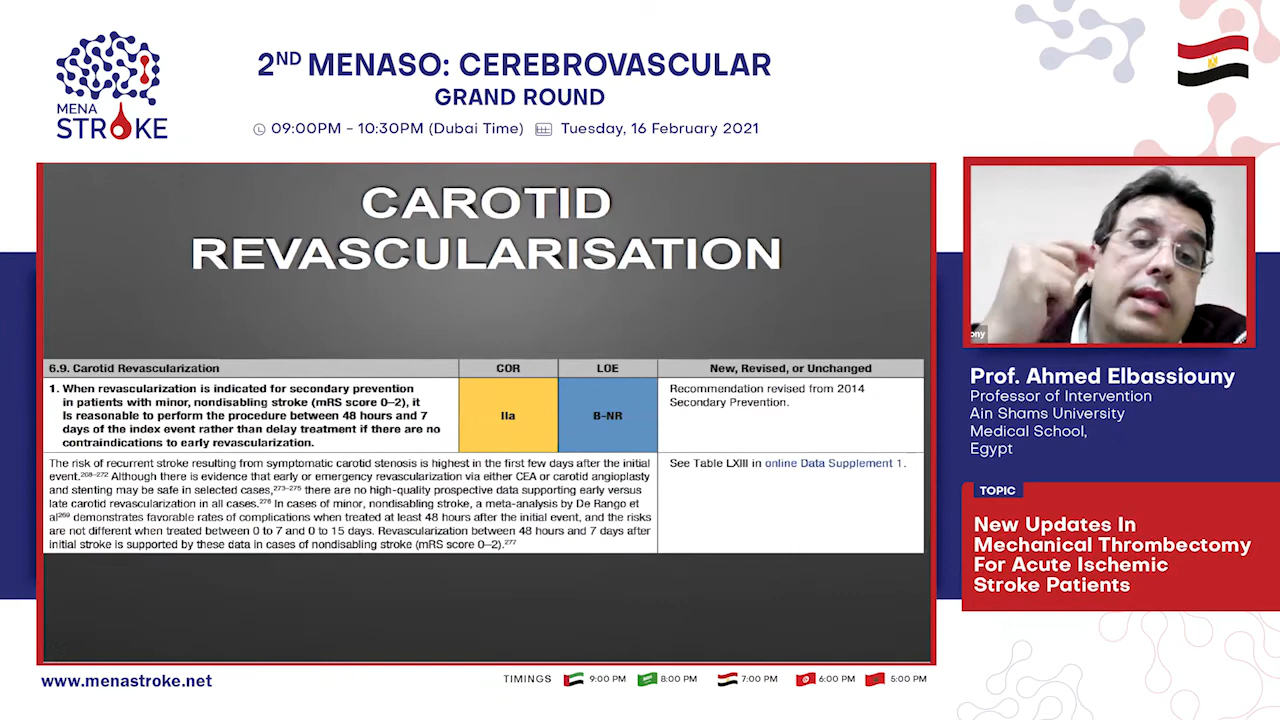 MENA
STROKE
2ND MENASO: CEREBROVASCULAR
GRAND ROUND
09:00PM - 10:30PM (Dubai Time) Tuesday, 16 February 2021
CAROTID
REVASCULARISATION
6.9. Carotid Revascularization COR LOE New, Revised, or Unchanged
1. When revascularization is indicated for secondary prevention
in patients with minor, nondisabling stroke (mRS score 0–2), it
is reasonable to perform the procedure between 48 hours and 7
days of the index event rather than delay treatment if there are no
contraindications to early revascularization.
IIa
B-NR
Recommendation revised from 2014
Secondary Prevention.
The risk of recurrent stroke resulting from symptomatic carotid stenosis is highest in the first few days after the initial
event.268–272 Although there is evidence that early or emergency revascularization via either CEA or carotid angioplasty
and stenting may be safe in selected cases,273–275 there are no high-quality prospective data supporting early versus
late carotid revascularization in all cases.276 In cases of minor, nondisabling stroke, a meta-analysis by De Rango et
al269 demonstrates favorable rates of complications when treated at least 48 hours after the initial event, and the risks
are not different when treated between 0 to 7 and 0 to 15 days. Revascularization between 48 hours and 7 days after
initial stroke is supported by these data in cases of nondisabling stroke (mRS score 0–2).277
See Table LXIII in online Data Supplement 1.
ony
Prof. Ahmed Elbassiouny
Professor of Intervention
Ain Shams University
Medical School,
Egypt
TOPIC
New Updates In
Mechanical Thrombectomy
For Acute Ischemic
Stroke Patients
www.menastroke.net
TIMINGS 9:00 PM 8:00 PM 7:00 PM 6:00 PM 5:00 PM